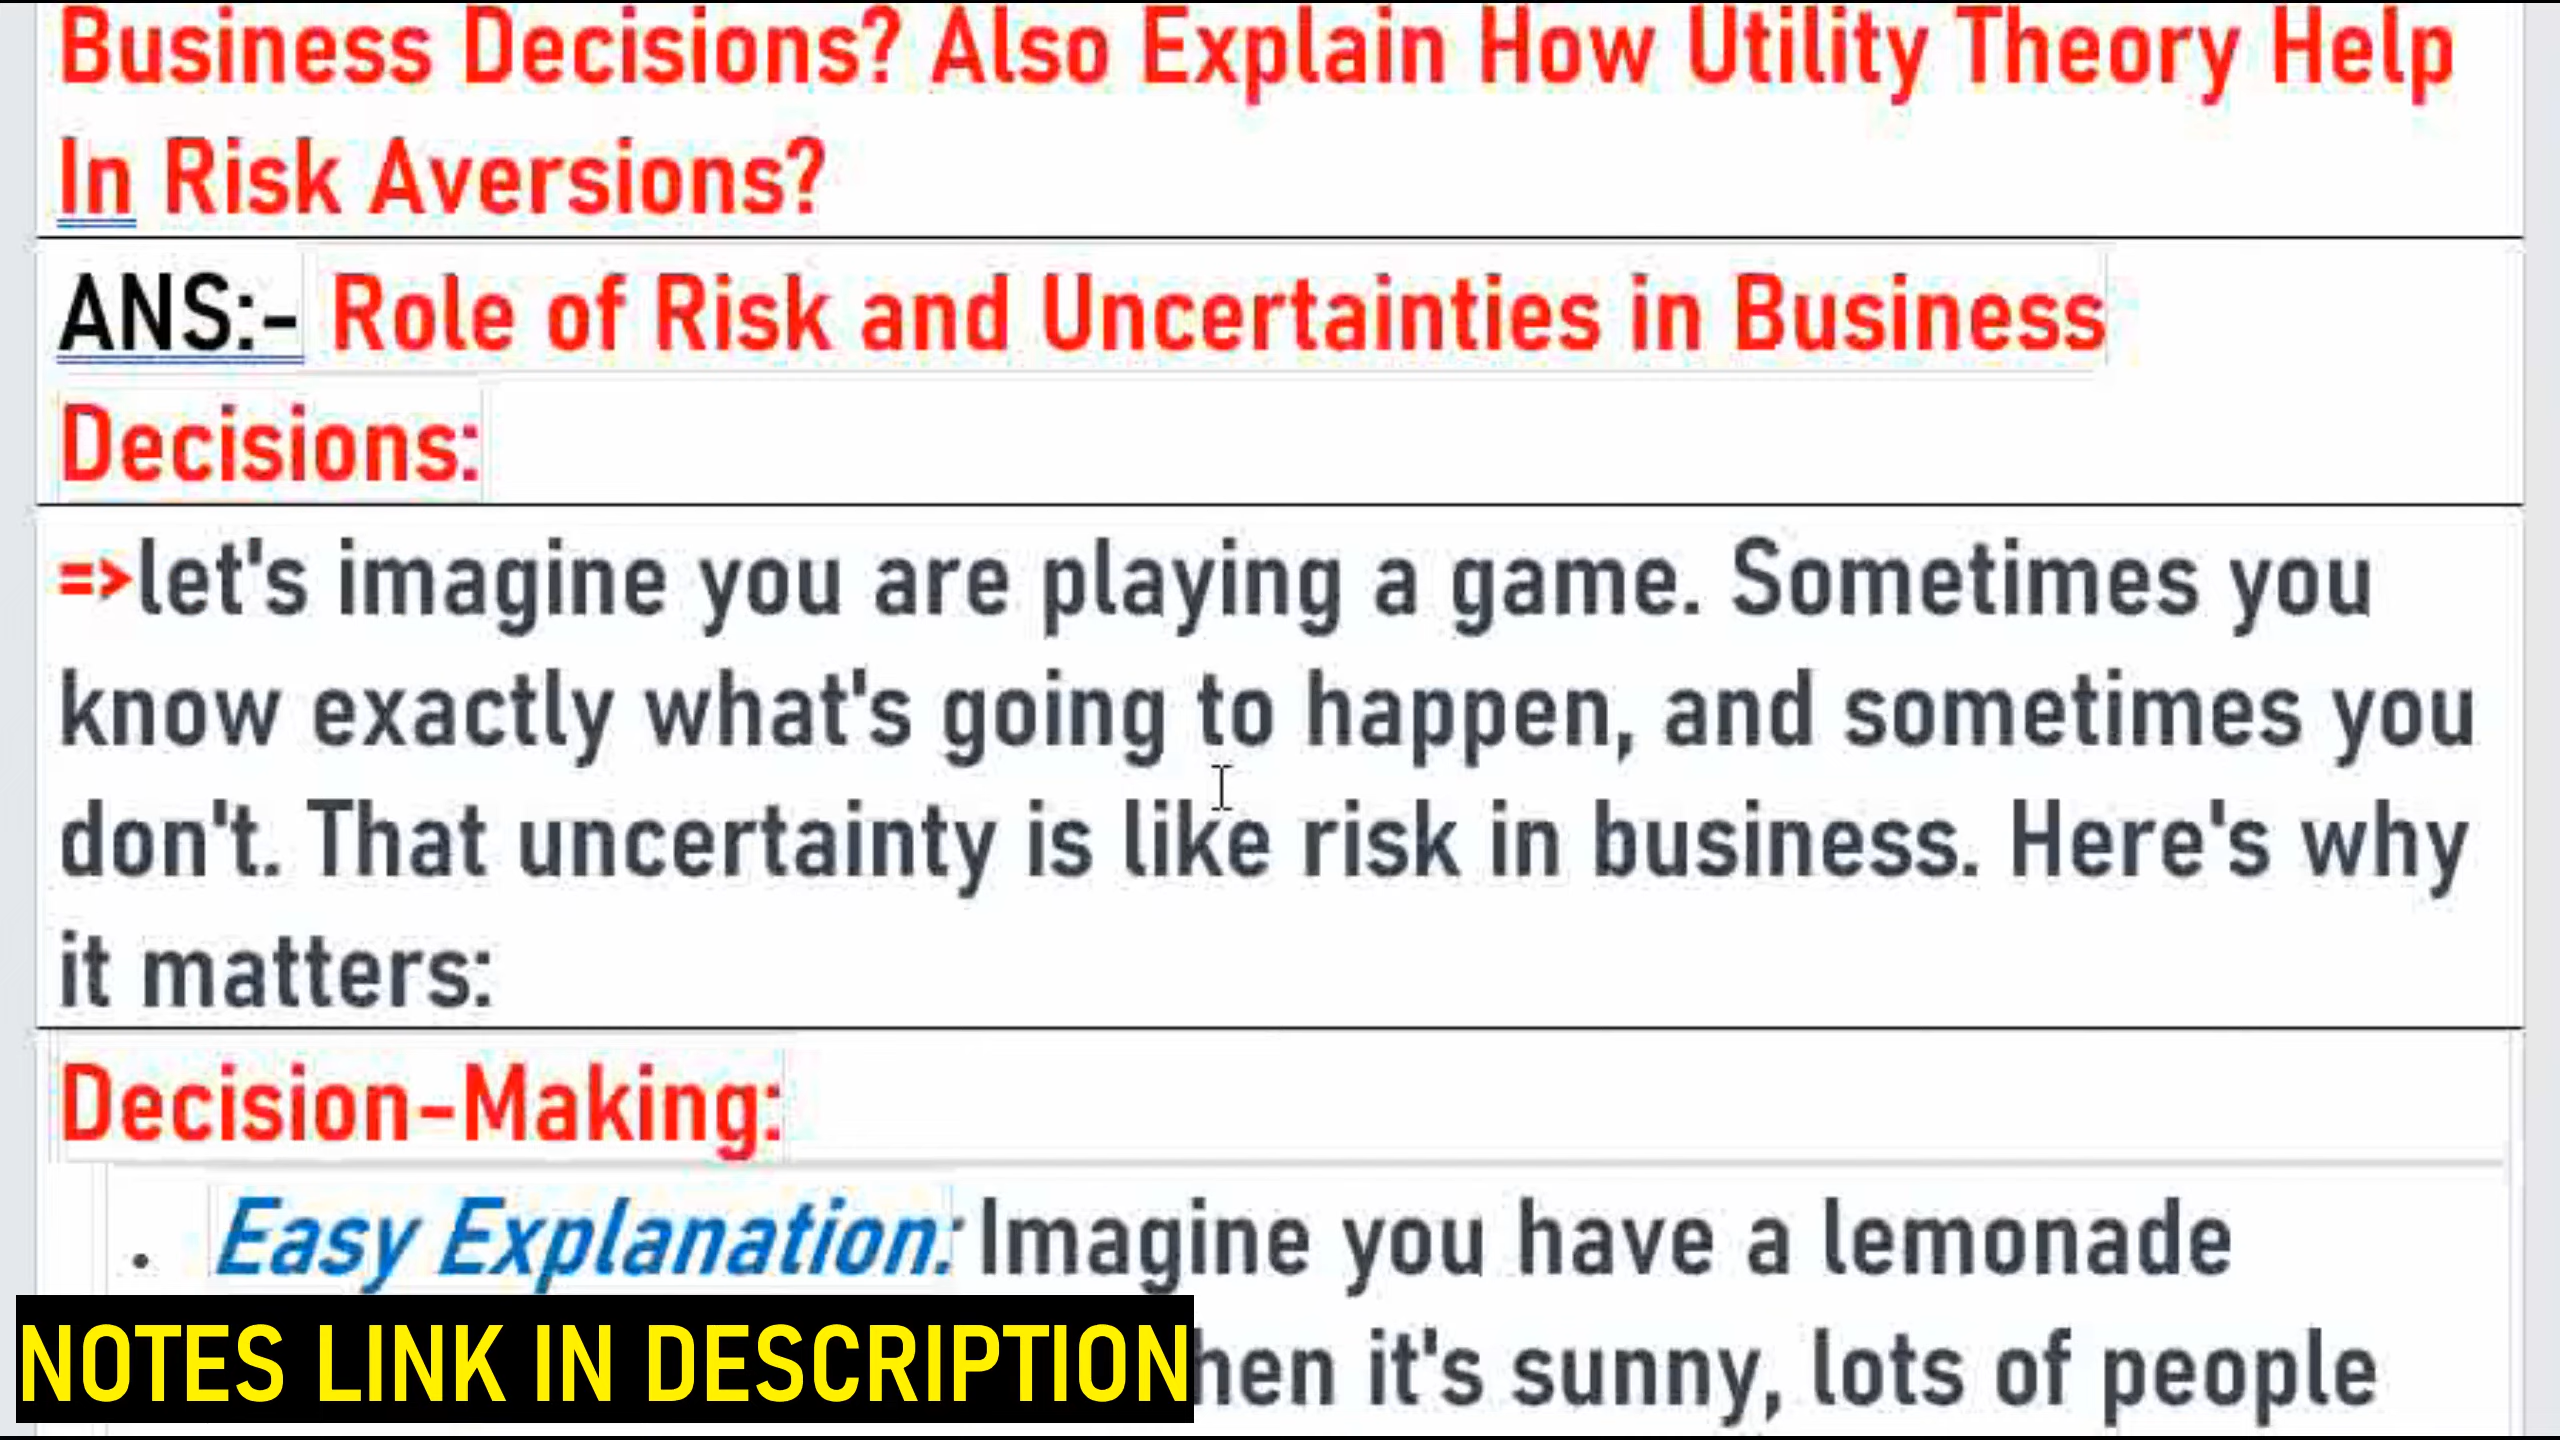 Business Decisions? Also Explain How Utility Theory Help
In Risk Aversions?
ANS:- Role of Risk and Uncertainties in Business
Decisions:
=>let's imagine you are playing a game. Sometimes you
know exactly what's going to happen, and sometimes you
don't. That uncertainty is like risk in business. Here's why
it matters:
Decision-Making:
• Easy Explanation: Imagine you have a lemonade
hen it's sunny, lots of people
NOTES LINK IN DESCRIPTION